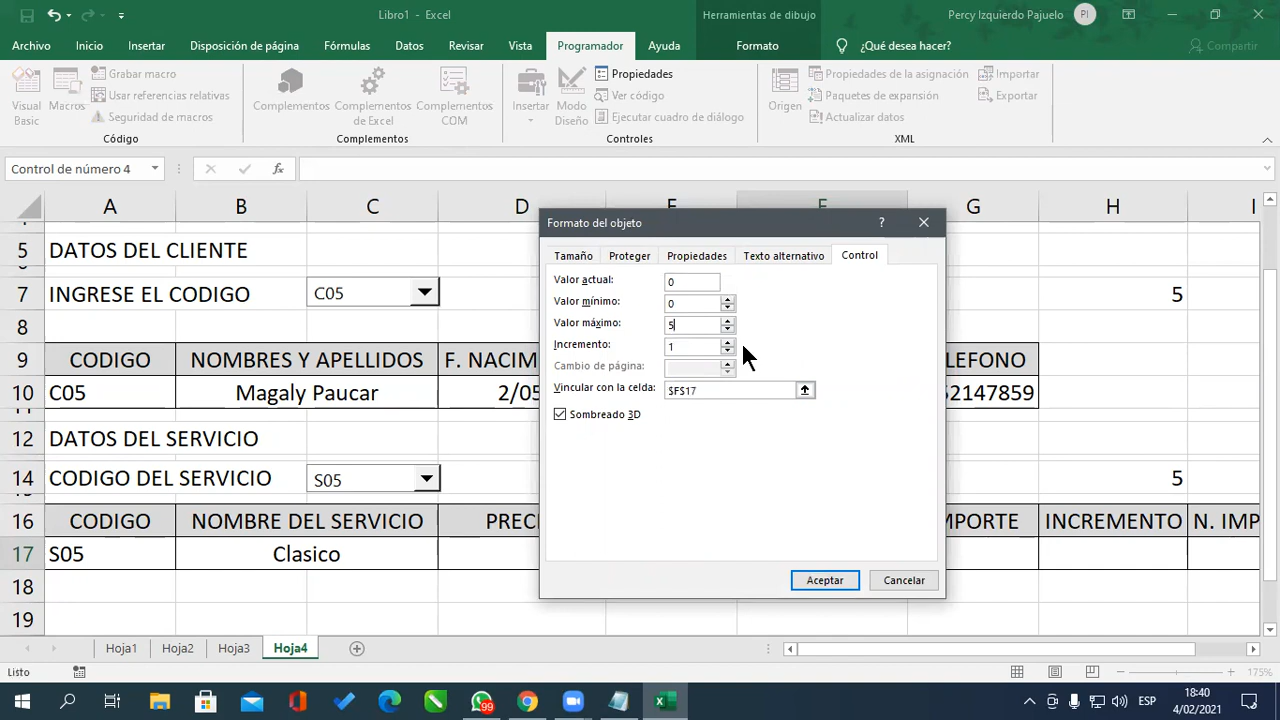 Libro1 - Excel
Herramientas de dibujo
Percy Izquierdo Pajuelo
PI
Archivo
Inicio
Insertar
Disposición de página
Fórmulas
Datos
Revisar
Vista
Programador
Ayuda
Formato
¿Qué desea hacer?
Compartir
Visual Basic
Macros
Grabar macro
Usar referencias relativas
Seguridad de macros
Código
Complementos
Complementos de Excel
Complementos COM
Complementos
Insertar
Modo Diseño
Propiedades
Ver código
Ejecutar cuadro de diálogo
Controles
Origen
Propiedades de la asignación
Paquetes de expansión
Actualizar datos
Importar
Exportar
XML
Control de número 4
fx
A B C D E F G H I
5 DATOS DEL CLIENTE
7 INGRESE EL CODIGO C05 5
8
9 CODIGO NOMBRES Y APELLIDOS F. NACIM
10 C05 Magaly Paucar 2/05 2147859
12 DATOS DEL SERVICIO
14 CODIGO DEL SERVICIO S05 5
16 CODIGO NOMBRE DEL SERVICIO PREC MPORTE INCREMENTO N. IMP
17 S05 Clasico
18
19
Formato del objeto
?
Tamaño
Proteger
Propiedades
Texto alternativo
Control
Valor actual: 0
Valor mínimo: 0
Valor máximo: 5
Incremento: 1
Cambio de página:
Vincular con la celda: $F$17
Sombreado 3D
Aceptar
Cancelar
Hoja1
Hoja2
Hoja3
Hoja4
Listo
175%
99
ESP
18:40
4/02/2021